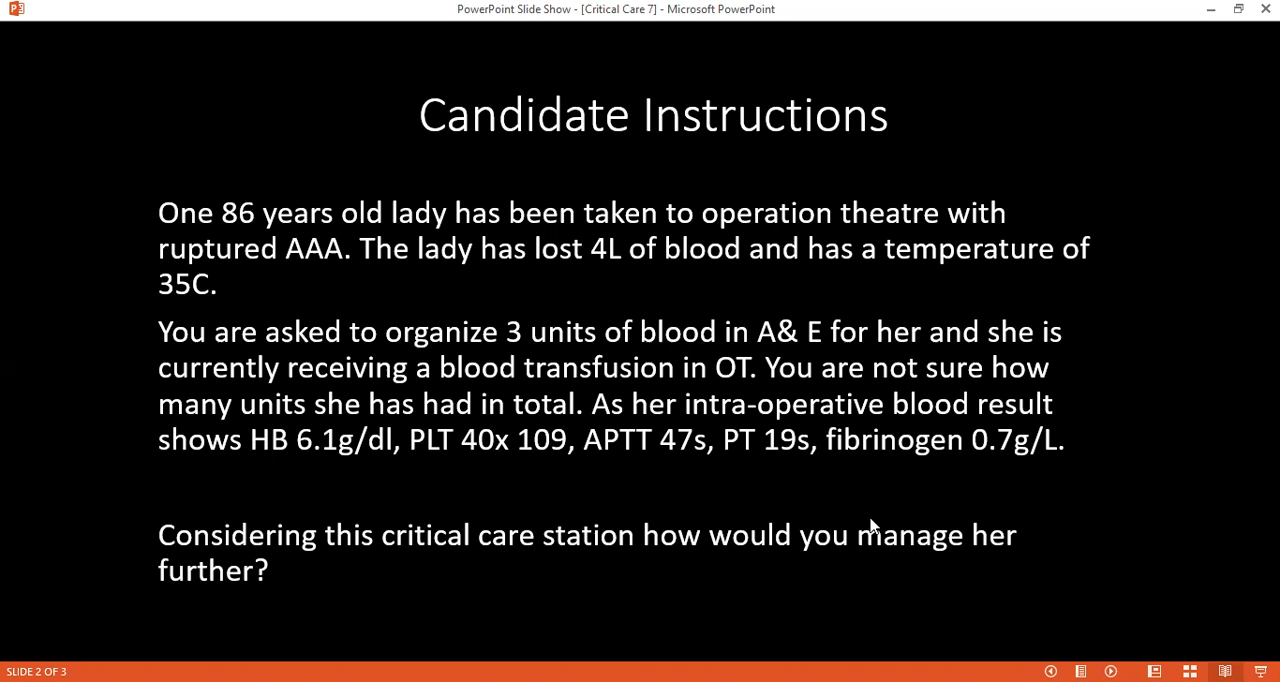 PowerPoint Slide Show - [Critical Care 7] - Microsoft PowerPoint
Candidate Instructions
One 86 years old lady has been taken to operation theatre with
ruptured AAA. The lady has lost 4L of blood and has a temperature of
35C.
You are asked to organize 3 units of blood in A& E for her and she is
currently receiving a blood transfusion in OT. You are not sure how
many units she has had in total. As her intra-operative blood result
shows HB 6.1g/dl, PLT 40x 109, APTT 47s, PT 19s, fibrinogen 0.7g/L.
Considering this critical care station how would you manage her
further?
SLIDE 2 OF 3